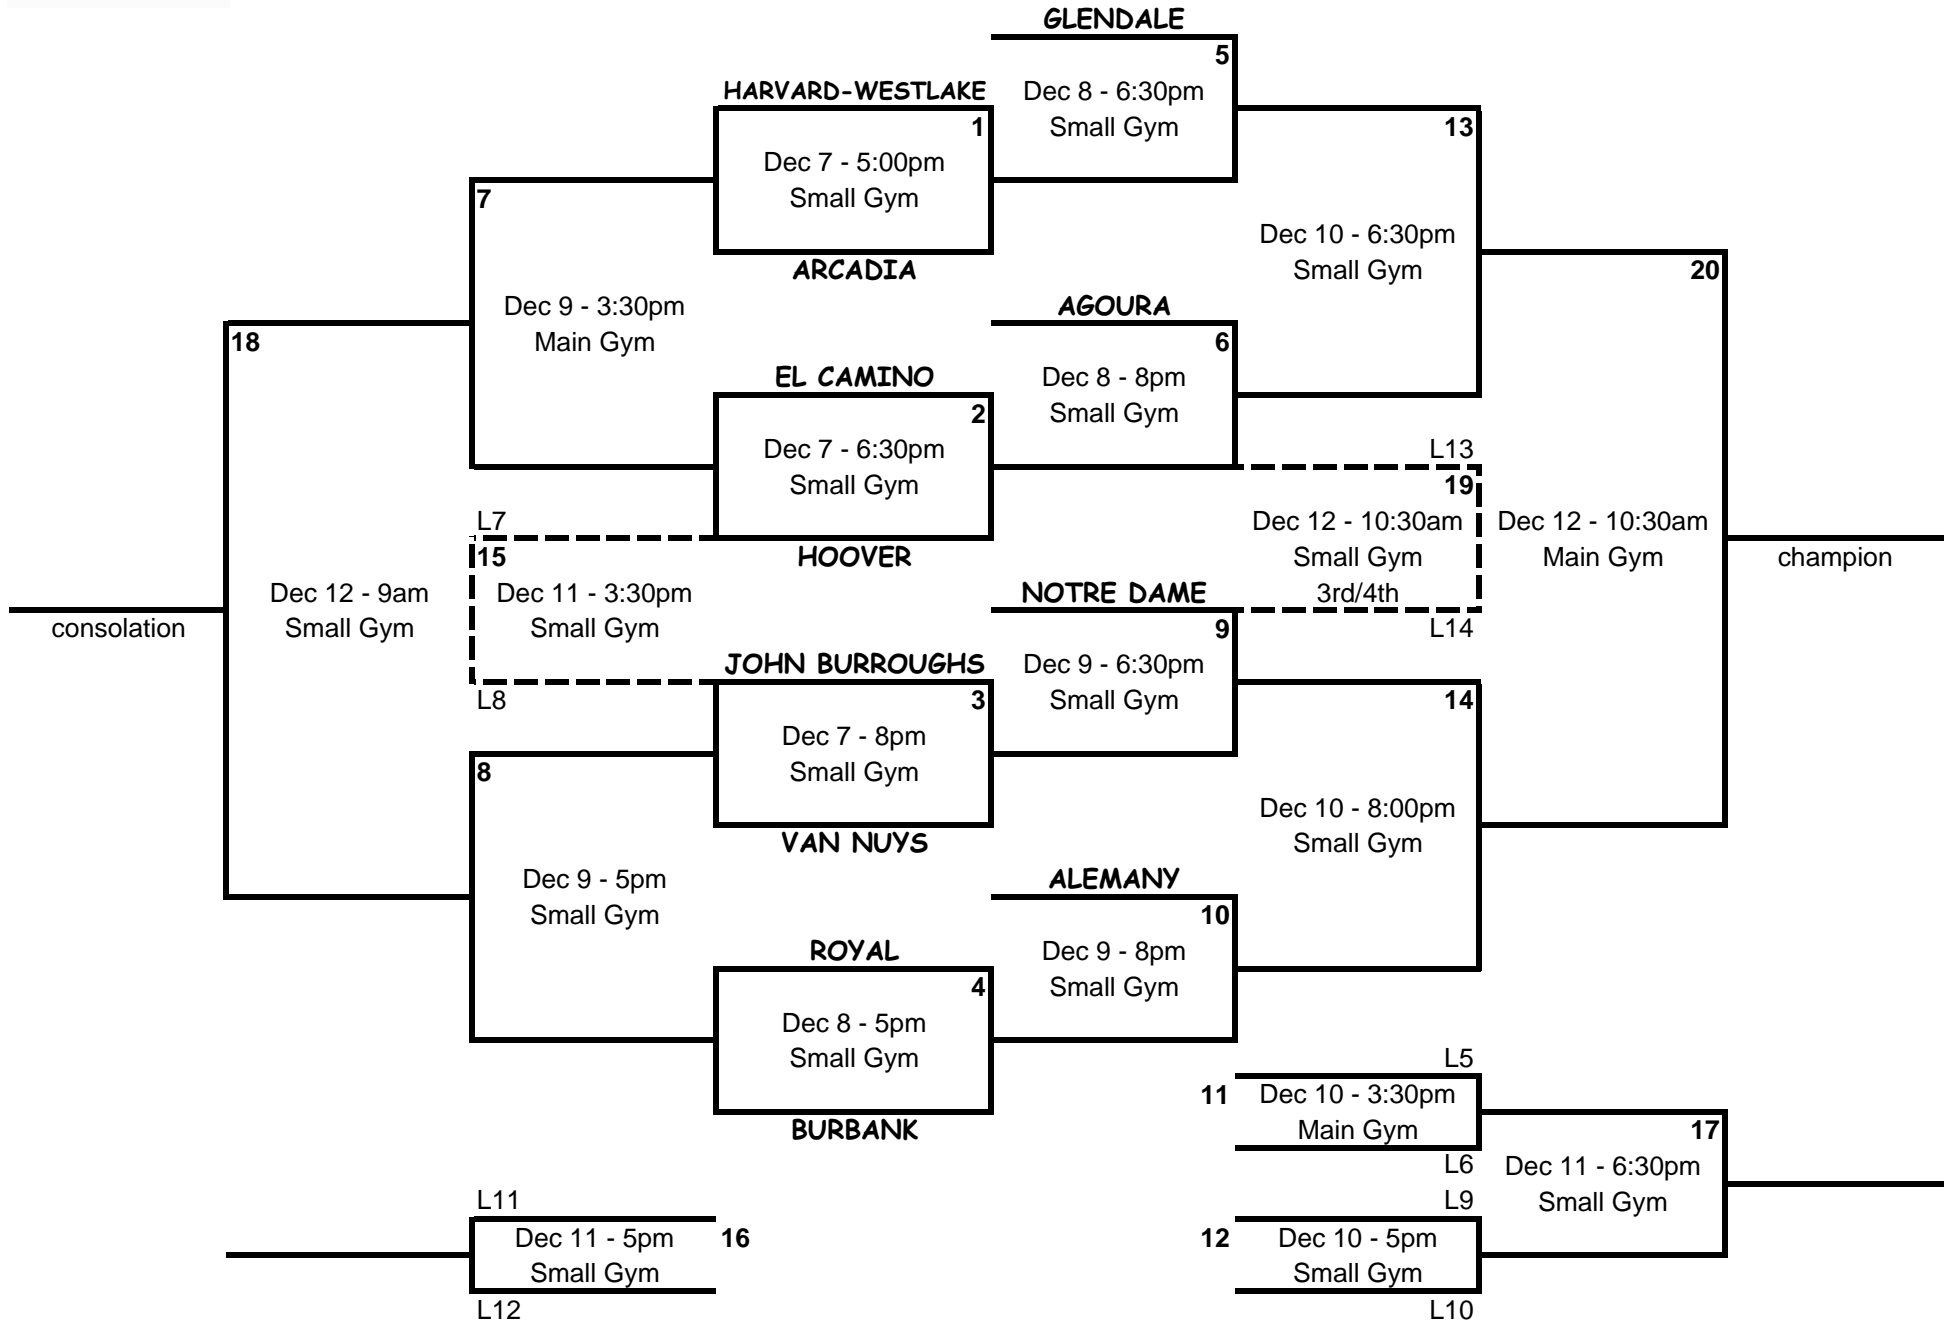 GLENDALE
5
Dec 8 - 6:30pm
Small Gym
HARVARD-WESTLAKE
1
Dec 7 - 5:00pm
Small Gym
ARCADIA
13
Dec 10 - 6:30pm
Small Gym
7
Dec 9 - 3:30pm
Main Gym
AGOURA
6
Dec 8 - 8pm
Small Gym
20
Dec 12 - 10:30am
Main Gym
champion
18
Dec 12 - 9am
Small Gym
consolation
EL CAMINO
2
Dec 7 - 6:30pm
Small Gym
HOOVER
L13
19
Dec 12 - 10:30am
Small Gym
3rd/4th
L14
L7
15
Dec 11 - 3:30pm
Small Gym
L8
NOTRE DAME
9
Dec 9 - 6:30pm
Small Gym
JOHN BURROUGHS
3
Dec 7 - 8pm
Small Gym
VAN NUYS
14
Dec 10 - 8:00pm
Small Gym
8
Dec 9 - 5pm
Small Gym
ALEMANY
10
Dec 9 - 8pm
Small Gym
ROYAL
4
Dec 8 - 5pm
Small Gym
BURBANK
L5
11
Dec 10 - 3:30pm
Main Gym
L6
17
Dec 11 - 6:30pm
Small Gym
L9
12
Dec 10 - 5pm
Small Gym
L10
L11
16
Dec 11 - 5pm
Small Gym
L12